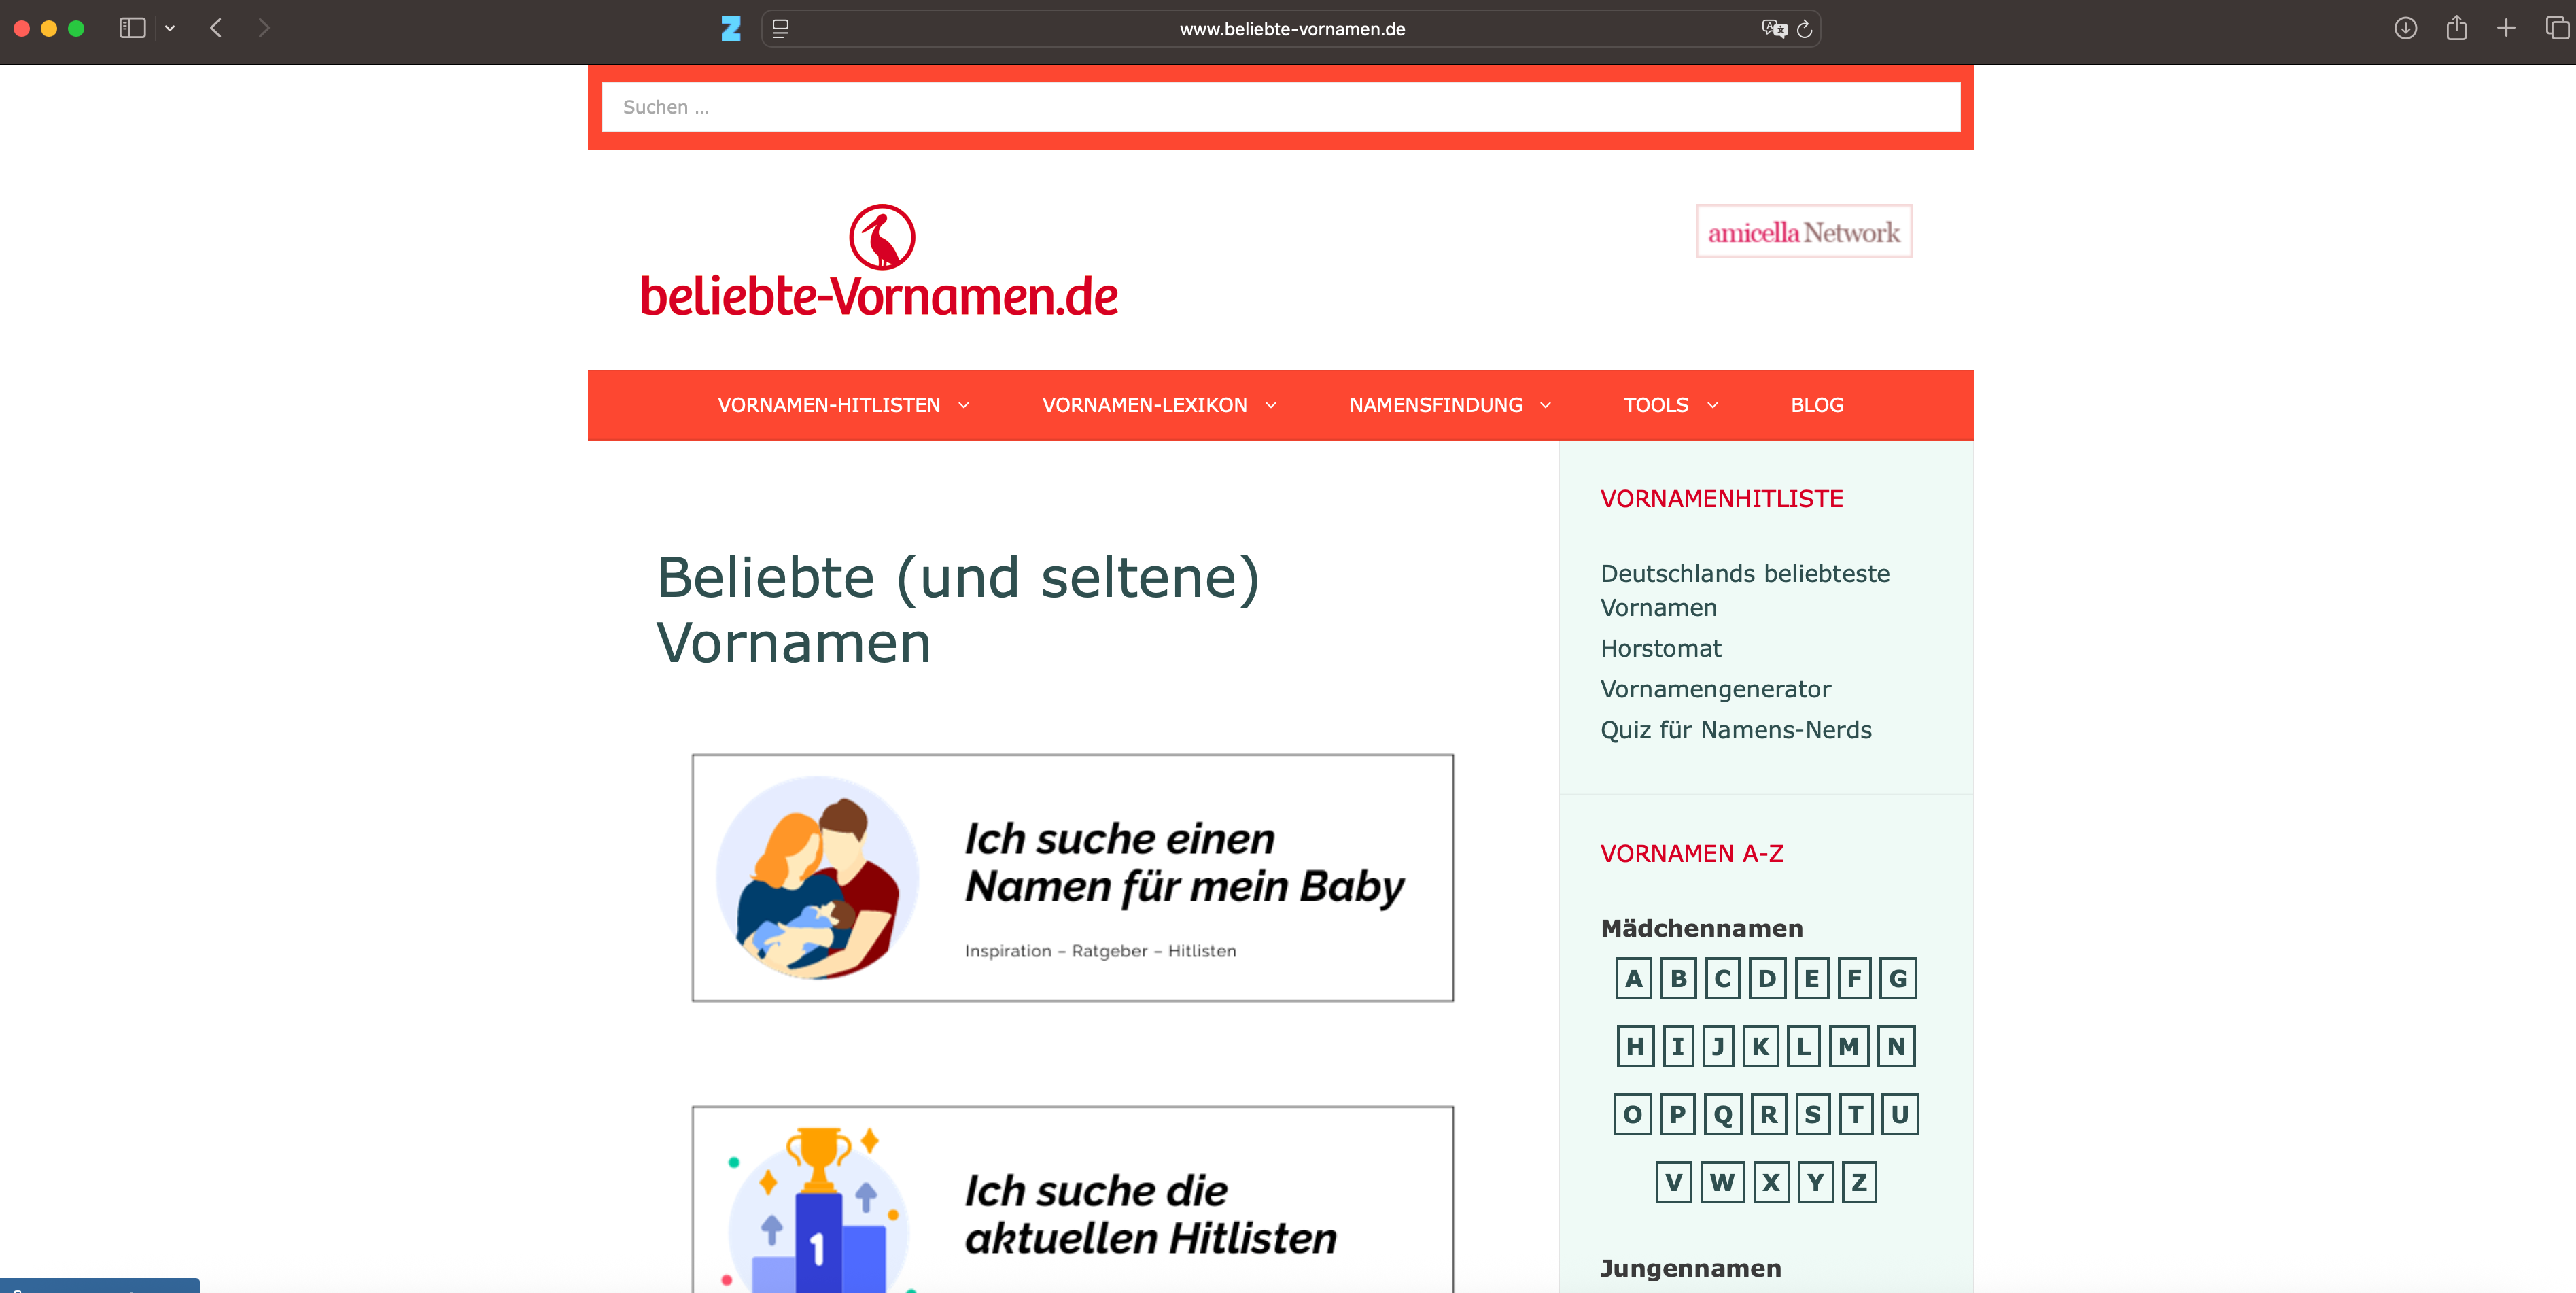 www.beliebte-vornamen.de
Suchen ...
beliebte-Vornamen.de
amicella Network
VORNAMEN-HITLISTEN
VORNAMEN-LEXIKON
NAMENSFINDUNG
TOOLS
BLOG
Beliebte (und seltene)
Vornamen
Ich suche einen
Namen für mein Baby
Inspiration – Ratgeber – Hitlisten
1
Ich suche die
aktuellen Hitlisten
VORNAMENHITLISTE
Deutschlands beliebteste
Vornamen
Horstomat
Vornamengenerator
Quiz für Namens-Nerds
VORNAMEN A-Z
Mädchennamen
A B C D E F G
H I J K L M N
O P Q R S T U
V W X Y Z
Jungennamen